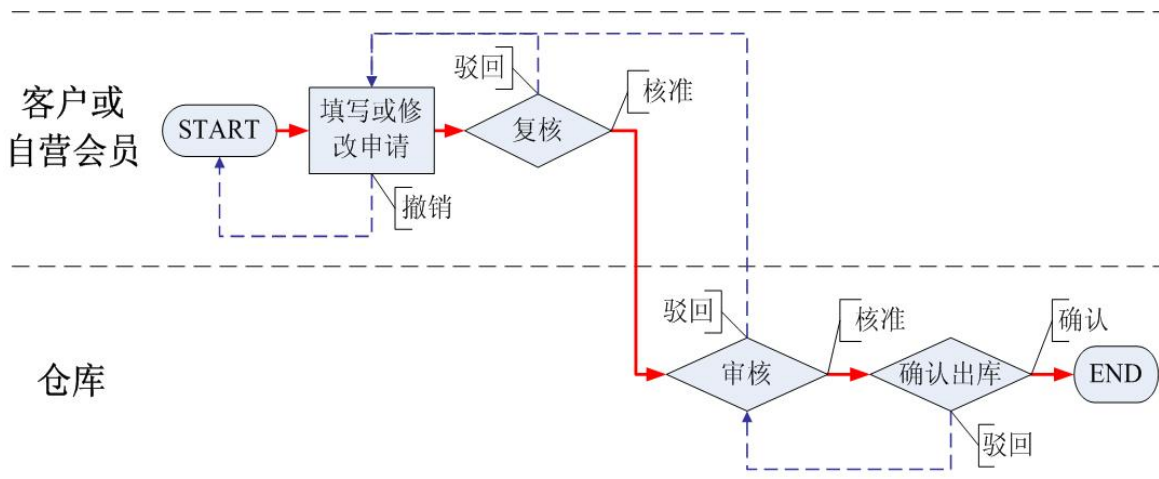 驳回
核准
客户或
自营会员
START
填写或修
改申请
复核
撤销
驳回
核准
确认
仓库
审核
确认出库
END
驳回